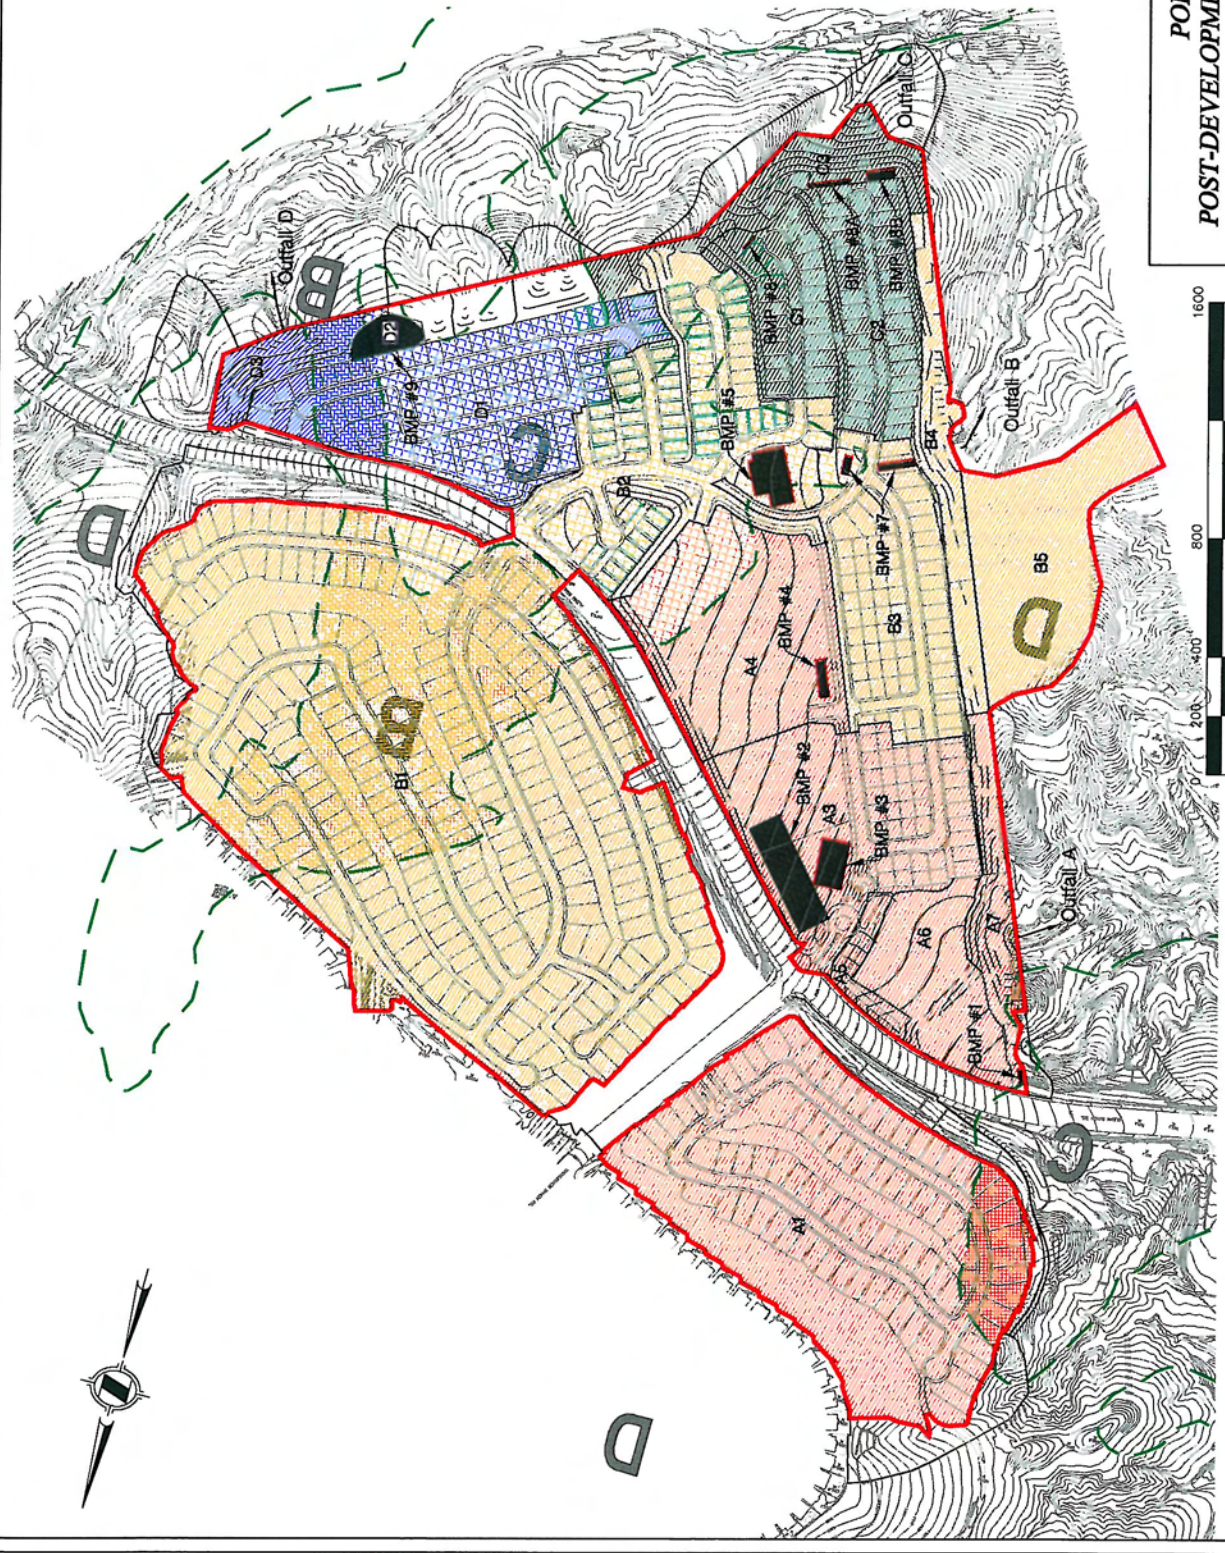 POST-DEVELOPM
Outfall C
Outfall D
B
D3
D2
BMP #9
D1
C
C3
BMP #8A
BMP #8B
BMP #8
C1
C2
BMP #5
B2
B4
Outfall B
D
B5
D
BMP #7
B3
BMP #4
A4
B
B1
BMP #2
A3
BMP #3
A5
A6
A7
BMP #1
Outfall A
C
A1
D
0
200
400
800
1600